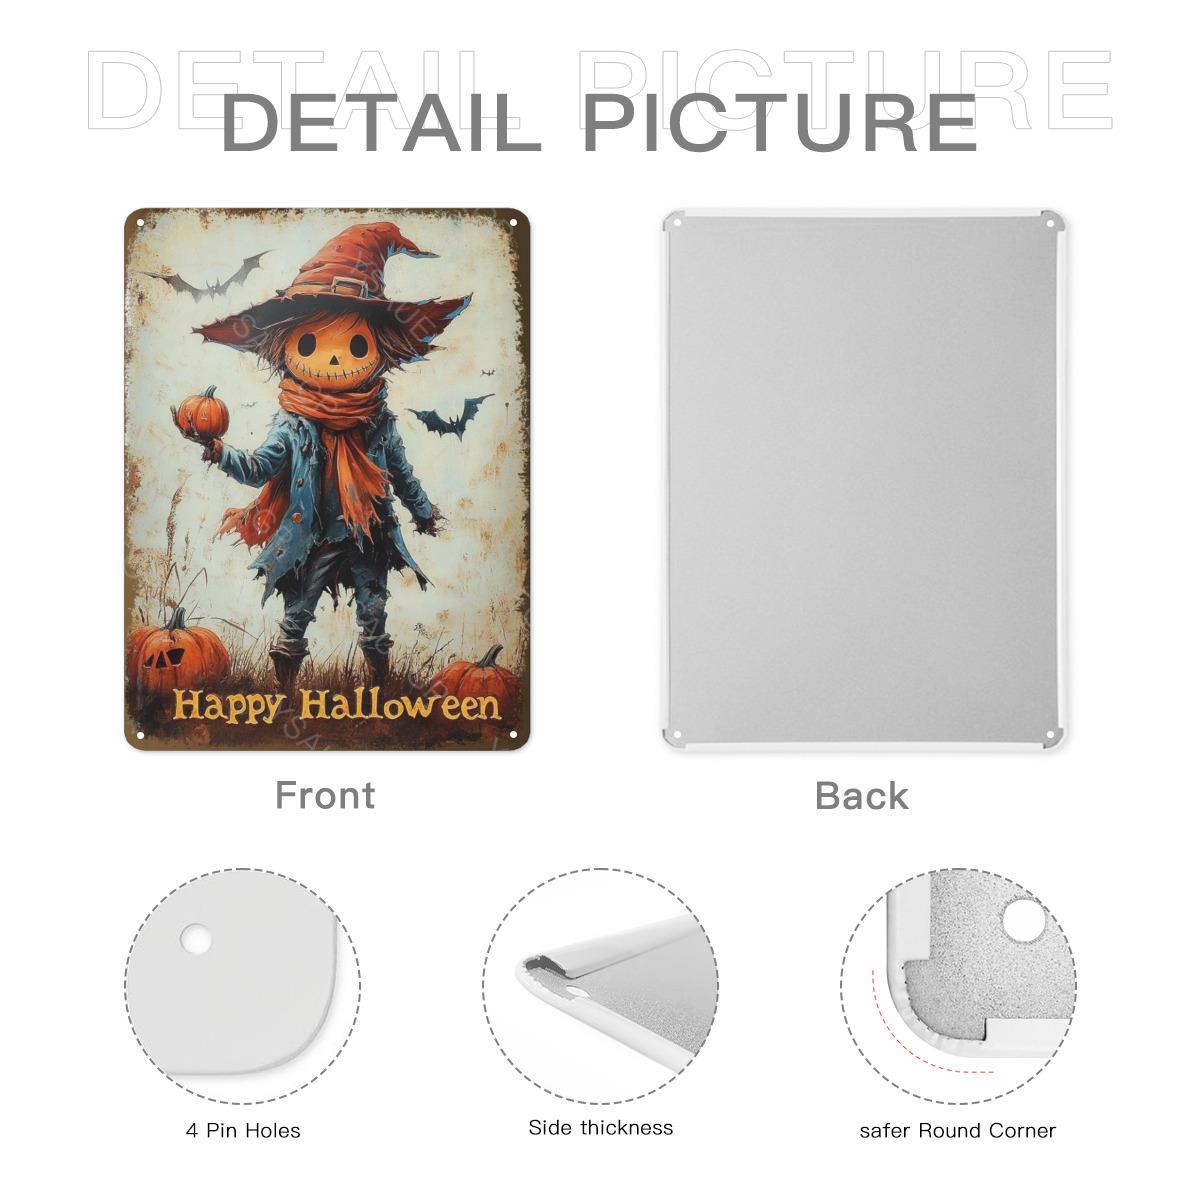 DETAIL PICTURE
DETAIL PICTURE
Happy Halloween
Front
Back
4 Pin Holes
Side thickness
safer Round Corner